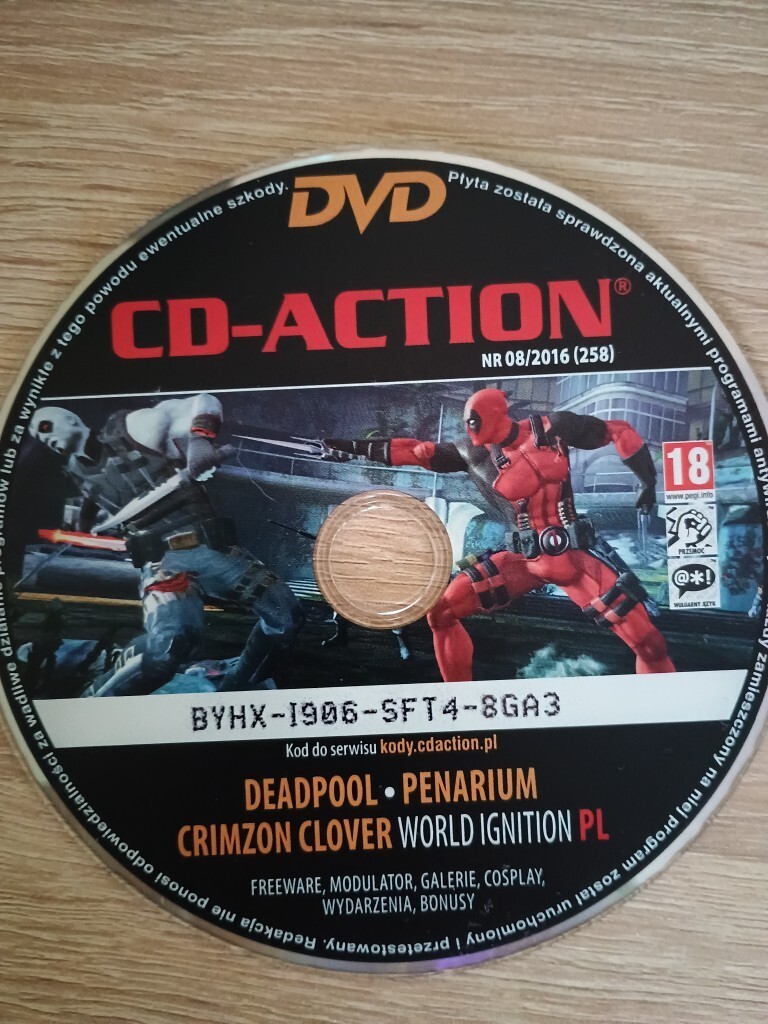 DVD
CD-ACTION®
NR 08/2016 (258)
18
www.pegi.info
PRZEMOC
@*!
WULGARNY JĘZYK
BYHX-I906-SFT4-8GA3
Kod do serwisu kody.cdaction.pl
DEADPOOL • PENARIUM
CRIMZON CLOVER WORLD IGNITION PL
FREEWARE, MODULATOR, GALERIE, COSPLAY,
WYDARZENIA, BONUSY
Płyta została sprawdzona aktualnymi programami zamieszczony na niej program został uruchomiony i przetestowany. Redakcja nie ponosi odpowiedzialności za wadliwe działanie programów lub za wynikłe z tego powodu ewentualne szkody.